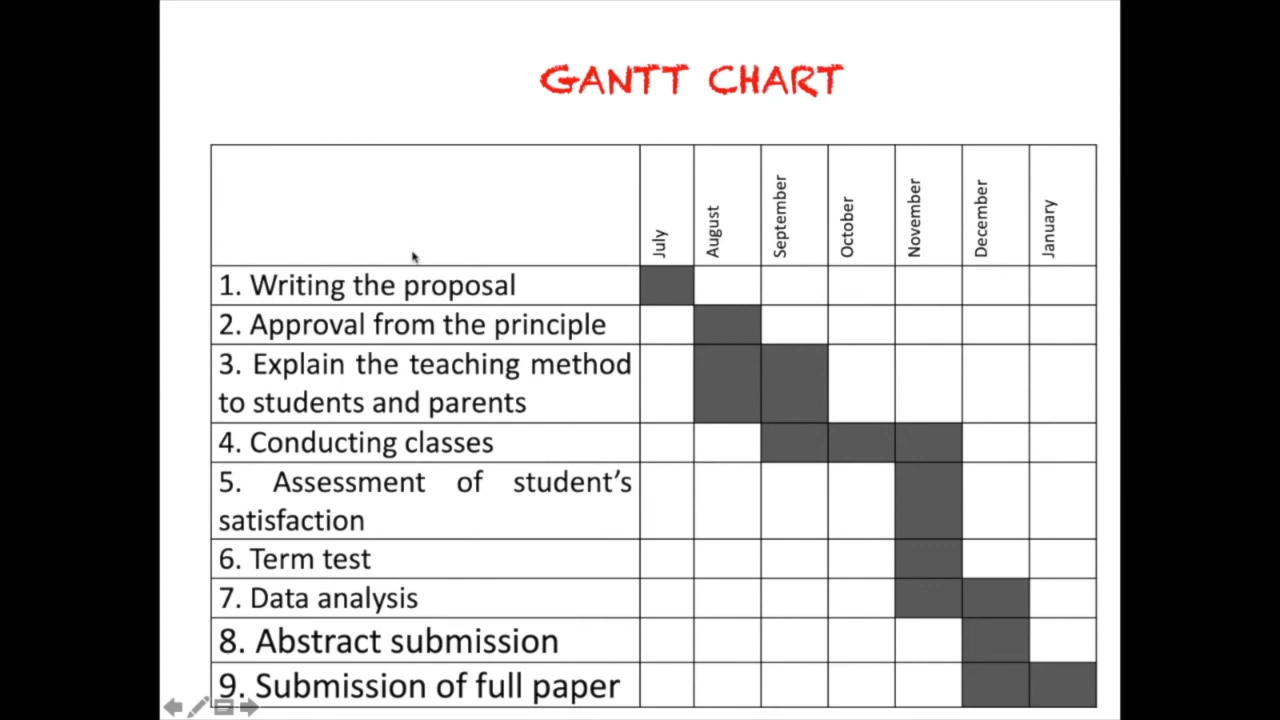 GANTT CHART
July
August
September
October
November
December
January
1. Writing the proposal
2. Approval from the principle
3. Explain the teaching method
to students and parents
4. Conducting classes
5. Assessment of student’s
satisfaction
6. Term test
7. Data analysis
8. Abstract submission
9. Submission of full paper